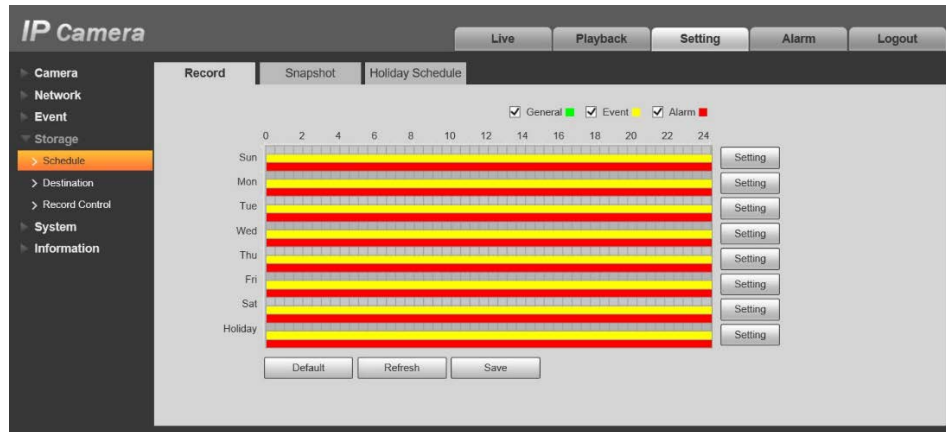 IP Camera
Live Playback Setting Alarm Logout
Camera
Network
Event
Storage
Schedule
Destination
Record Control
System
Information
Record Snapshot Holiday Schedule
General Event Alarm
0 2 4 6 8 10 12 14 16 18 20 22 24
Sun Setting
Mon Setting
Tue Setting
Wed Setting
Thu Setting
Fri Setting
Sat Setting
Holiday Setting
Default Refresh Save